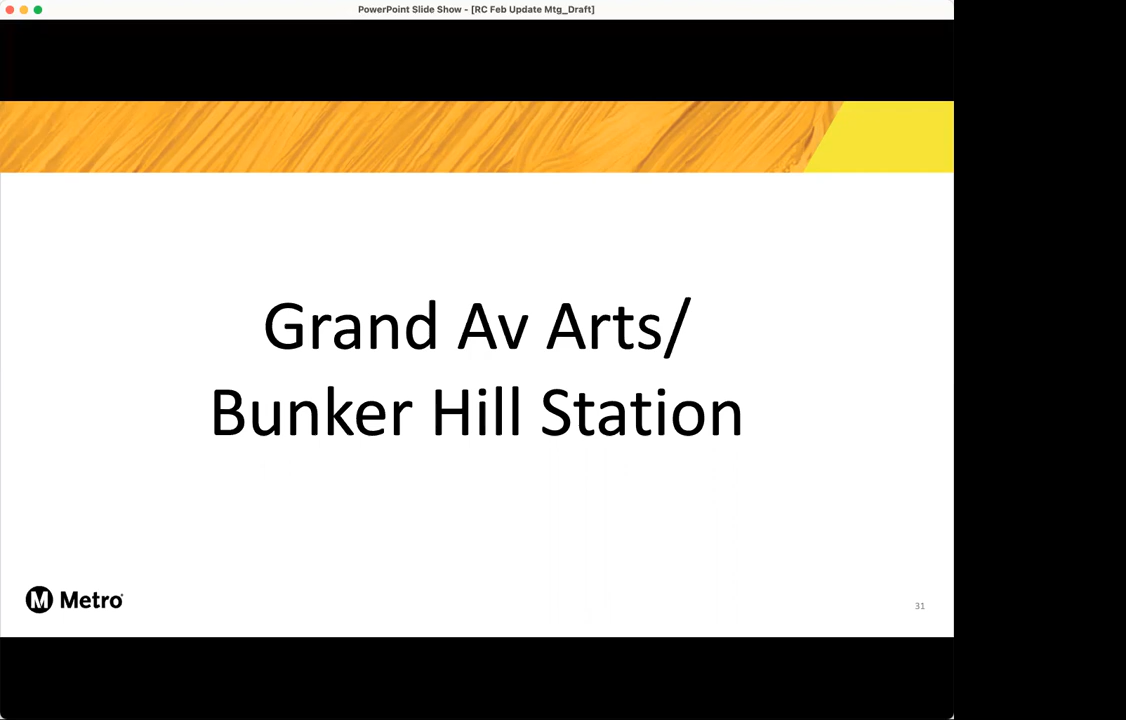 PowerPoint Slide Show - [RC Feb Update Mtg_Draft]
Grand Av Arts/
Bunker Hill Station
M Metro
31